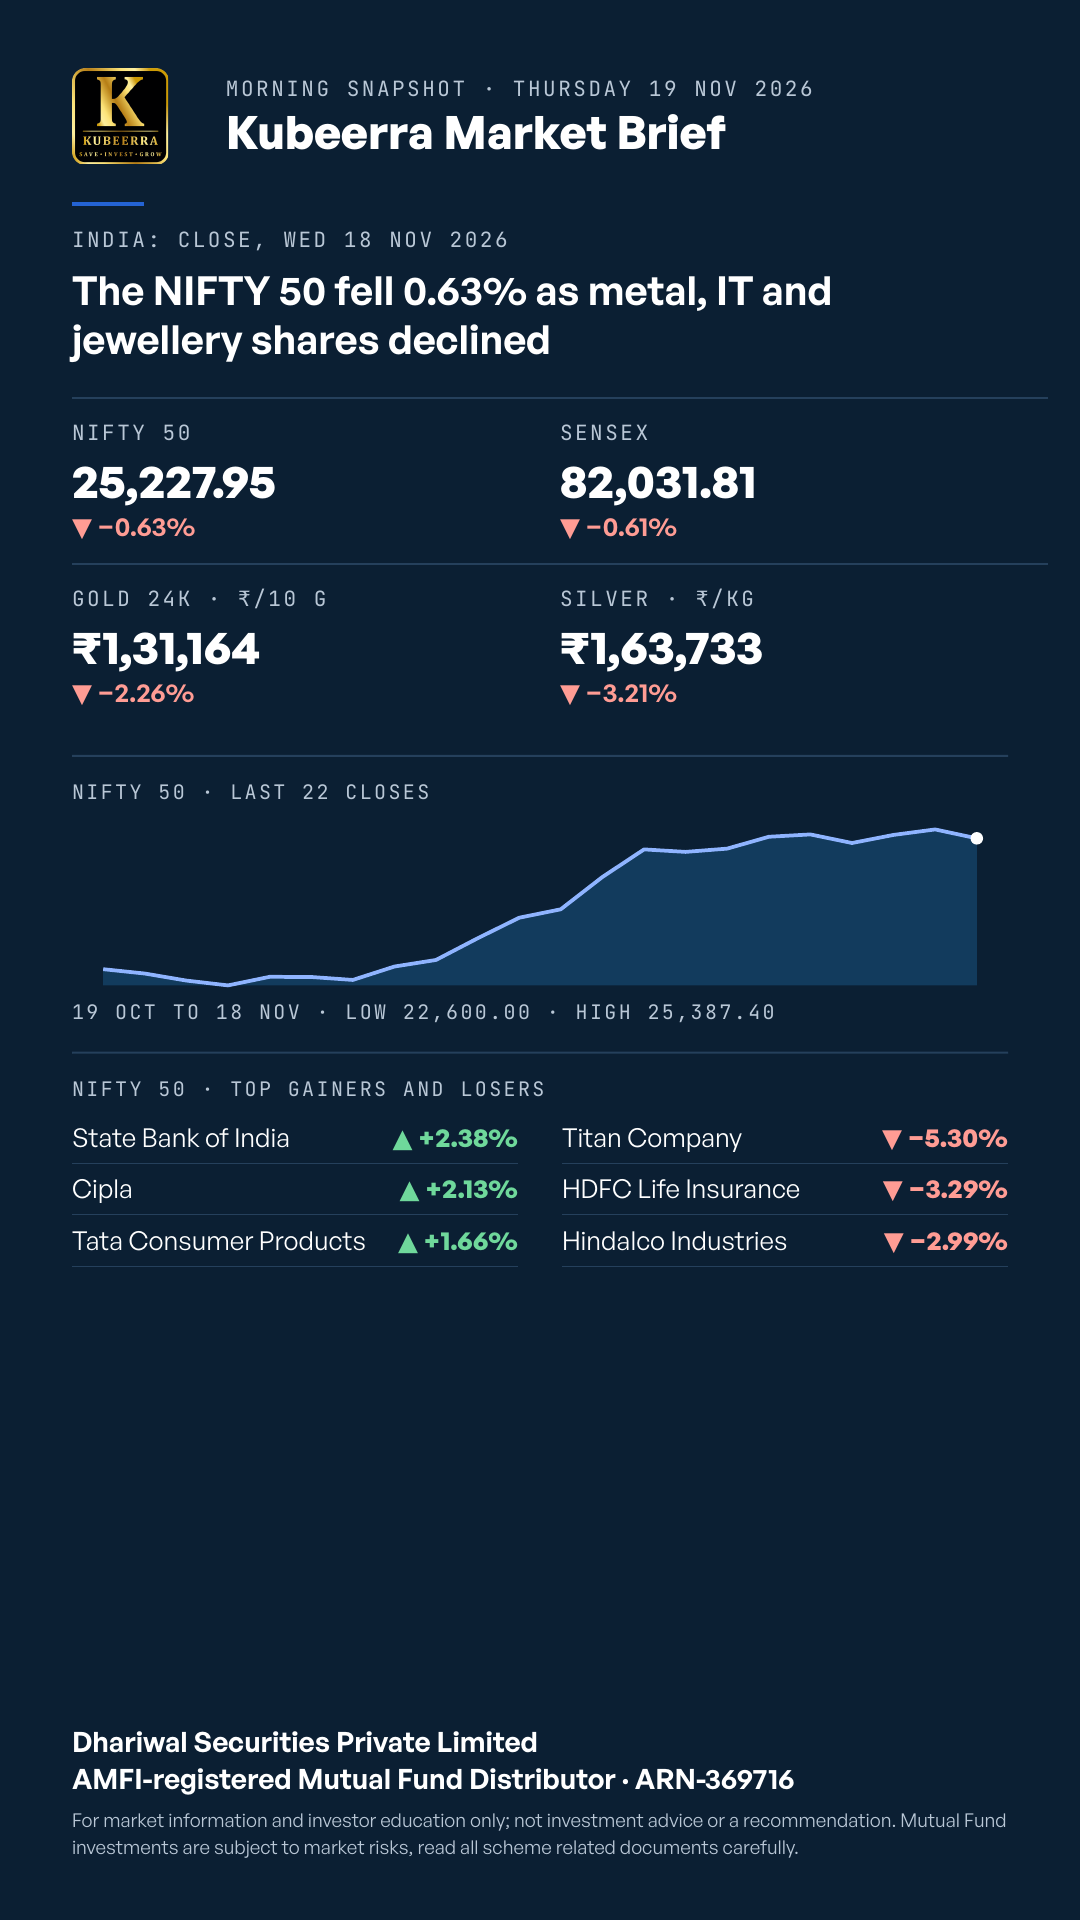 K
KUBEERRA
SAVE•INVEST•GROW
MORNING SNAPSHOT · THURSDAY 19 NOV 2026
Kubeerra Market Brief
INDIA: CLOSE, WED 18 NOV 2026
The NIFTY 50 fell 0.63% as metal, IT and
jewellery shares declined
NIFTY 50
25,227.95
▼ −0.63%
SENSEX
82,031.81
▼ −0.61%
GOLD 24K · ₹/10 G
₹1,31,164
▼ −2.26%
SILVER · ₹/KG
₹1,63,733
▼ −3.21%
NIFTY 50 · LAST 22 CLOSES
19 OCT TO 18 NOV · LOW 22,600.00 · HIGH 25,387.40
NIFTY 50 · TOP GAINERS AND LOSERS
State Bank of India ▲ +2.38%
Titan Company ▼ −5.30%
Cipla ▲ +2.13%
HDFC Life Insurance ▼ −3.29%
Tata Consumer Products ▲ +1.66%
Hindalco Industries ▼ −2.99%
Dhariwal Securities Private Limited
AMFI-registered Mutual Fund Distributor · ARN-369716
For market information and investor education only; not investment advice or a recommendation. Mutual Fund
investments are subject to market risks, read all scheme related documents carefully.